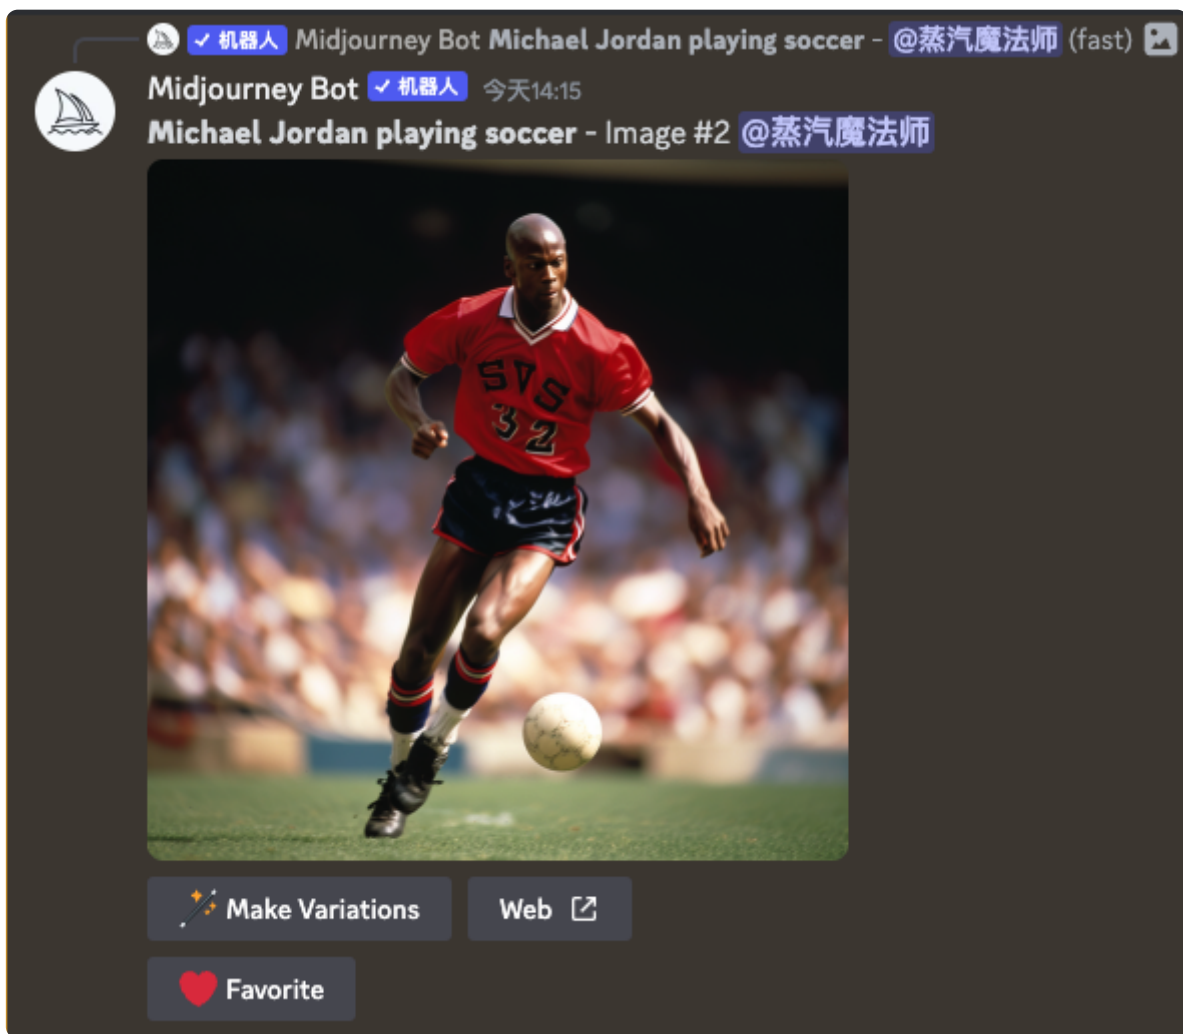 ✓ 机器人 Midjourney Bot Michael Jordan playing soccer - @蒸汽魔法师 (fast)
Midjourney Bot ✓ 机器人 今天14:15
Michael Jordan playing soccer - Image #2 @蒸汽魔法师
SVS
32
Make Variations
Web
Favorite